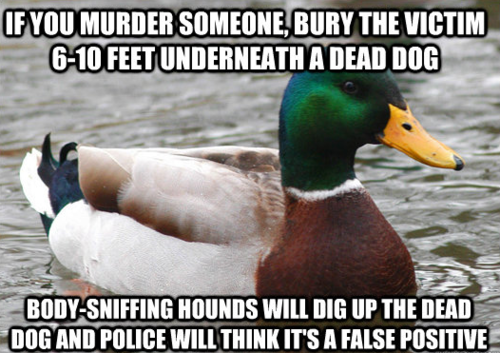 IF YOU MURDER SOMEONE, BURY THE VICTIM
6-10 FEET UNDERNEATH A DEAD DOG
BODY-SNIFFING HOUNDS WILL DIG UP THE DEAD
DOG AND POLICE WILL THINK IT'S A FALSE POSITIVE